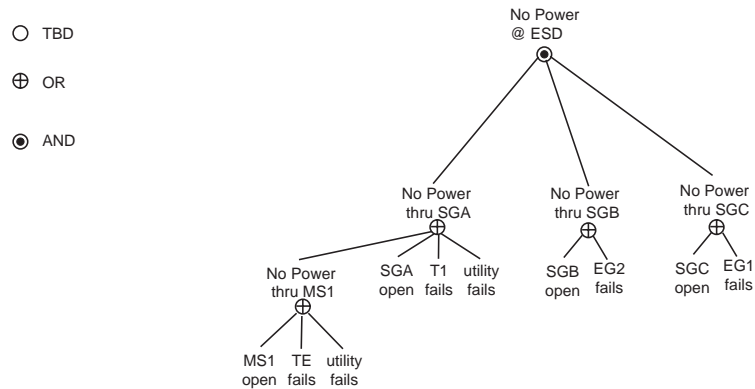 No Power
@ ESD
TBD
OR
AND
No Power
thru SGA
No Power
thru SGB
No Power
thru SGC
No Power
thru MS1
SGA
open
T1
fails
utility
fails
SGB
open
EG2
fails
SGC
open
EG1
fails
MS1
open
TE
fails
utility
fails